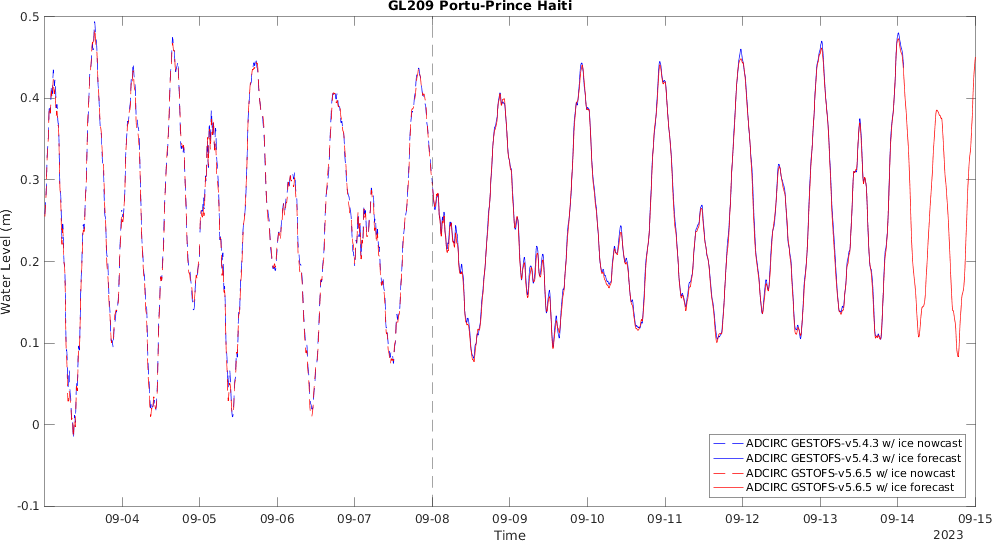 GL209 Portu-Prince Haiti
0.5
0.4
0.3
0.2
0.1
0
-0.1
Water Level (m)
ADCIRC GESTOFS-v5.4.3 w/ ice nowcast
ADCIRC GESTOFS-v5.4.3 w/ ice forecast
ADCIRC GSTOFS-v5.6.5 w/ ice nowcast
ADCIRC GSTOFS-v5.6.5 w/ ice forecast
09-04 09-05 09-06 09-07 09-08 09-09 09-10 09-11 09-12 09-13 09-14 09-15
Time
2023